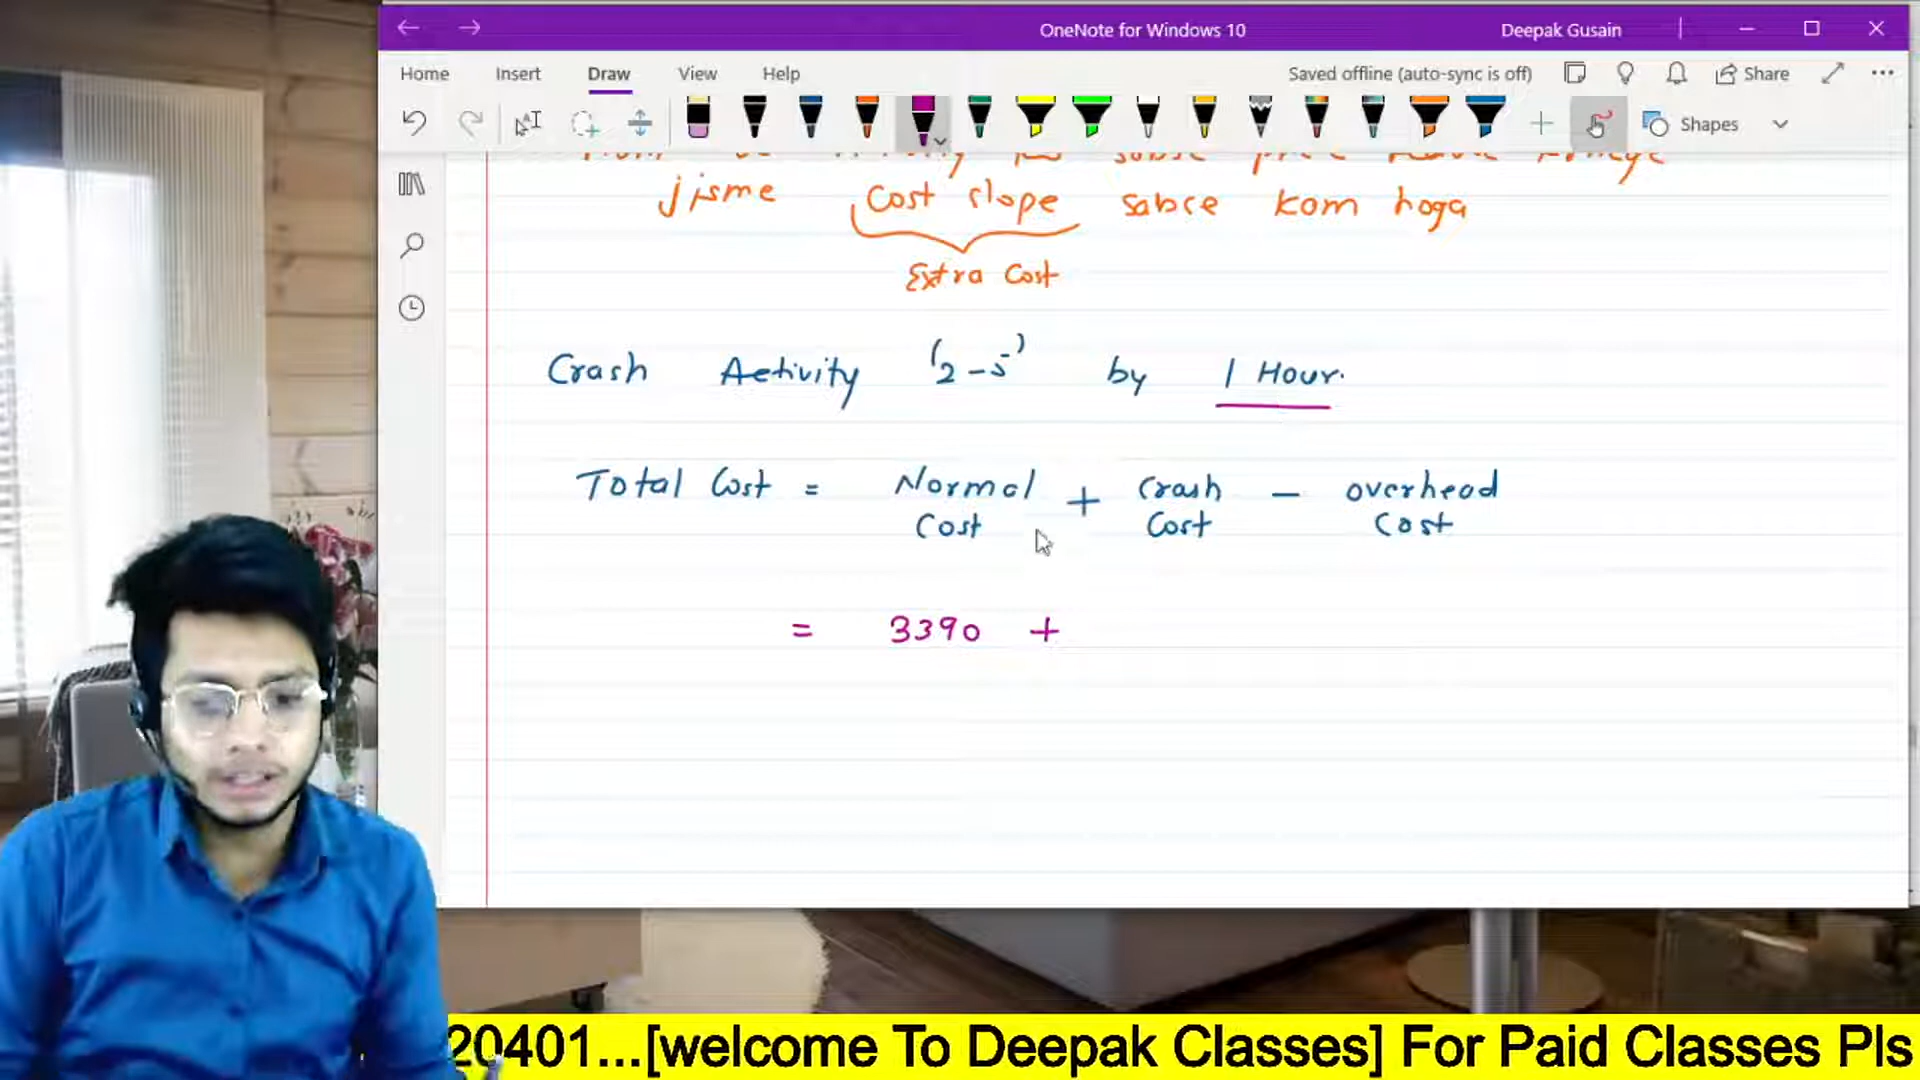 OneNote for Windows 10
Deepak Gusain
Home Insert Draw View Help
Saved offline (auto-sync is off)
Share
Shapes
sabse
jisme cost slope sabse kam hoga
Extra Cost
Crash Activity (2-5) by 1 Hour.
Total Cost = Normal Cost + Crash Cost - overhead Cost
= 3390 +
20401...[welcome To Deepak Classes] For Paid Classes Pls